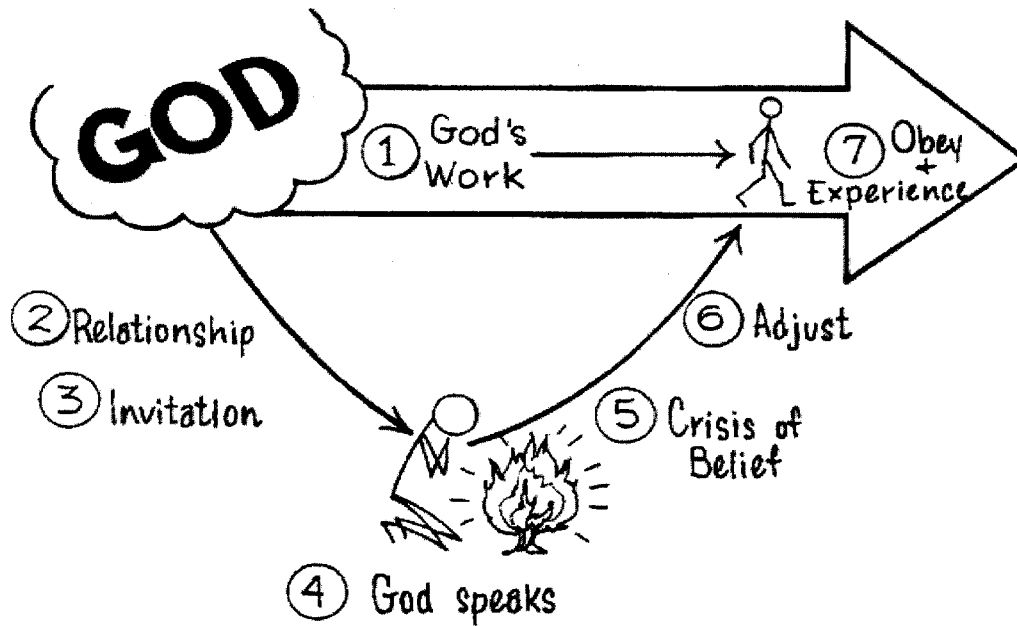 GOD
1 God's
Work
7 Obey
+
Experience
2 Relationship
3 Invitation
4 God speaks
5 Crisis of
Belief
6 Adjust